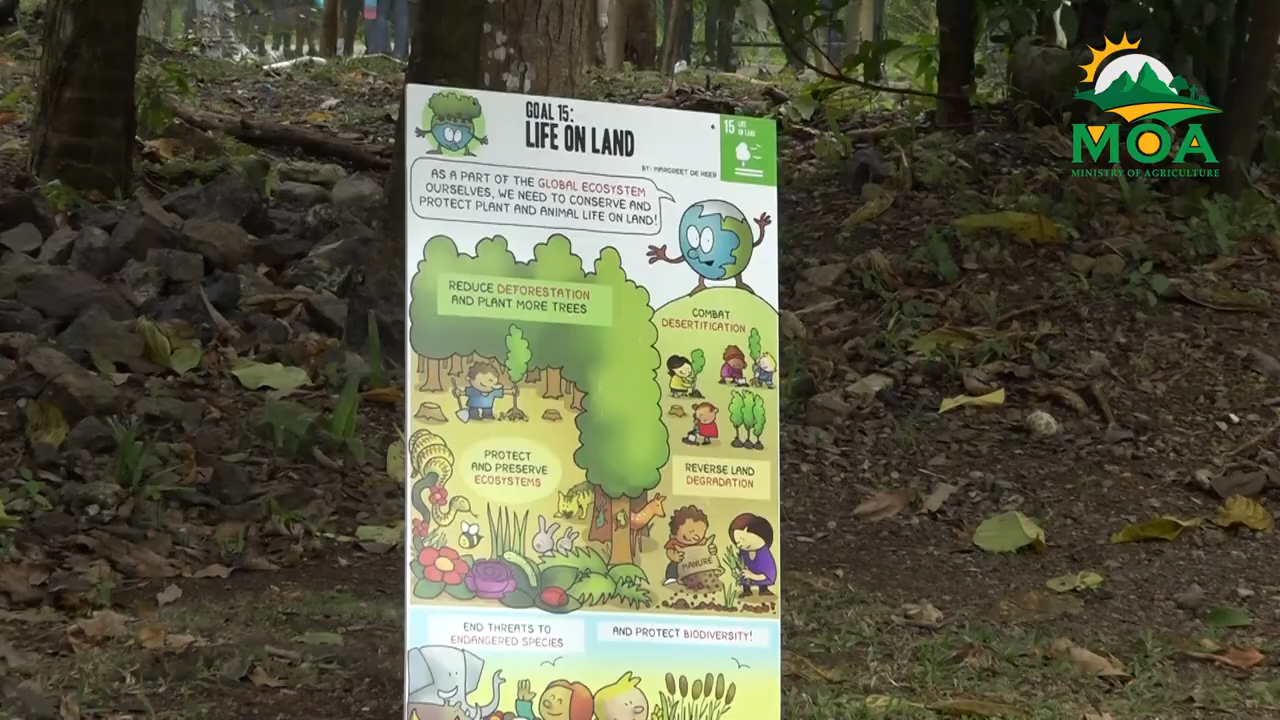 GOAL 15:
LIFE ON LAND
BY: MARGREET DE HEER
15 LIFE
ON LAND
AS A PART OF THE GLOBAL ECOSYSTEM
OURSELVES, WE NEED TO CONSERVE AND
PROTECT PLANT AND ANIMAL LIFE ON LAND!
REDUCE DEFORESTATION
AND PLANT MORE TREES
COMBAT
DESERTIFICATION
PROTECT
AND PRESERVE
ECOSYSTEMS
REVERSE LAND
DEGRADATION
MANURE
END THREATS TO
ENDANGERED SPECIES
AND PROTECT BIODIVERSITY!
MOA
MINISTRY OF AGRICULTURE